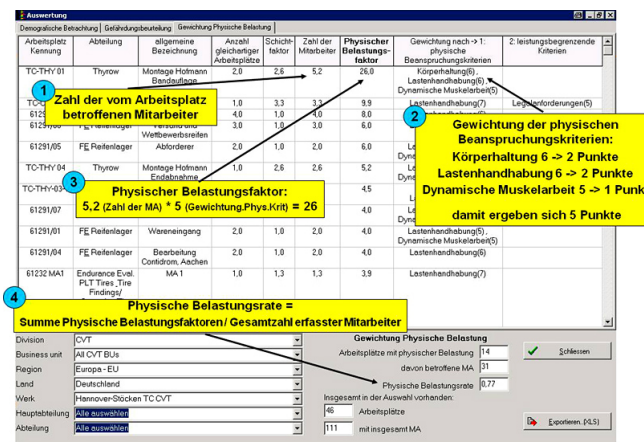 Auswertung
Demografische Betrachtung Gefährdungsbeurteilung Gewichtung Physische Belastung
Arbeitsplatz Kennung Abteilung allgemeine Bezeichnung Anzahl gleichartiger Arbeitsplätze Schicht- faktor Zahl der Mitarbeiter Physischer Belastungs- faktor Gewichtung nach -> 1: physische Beanspruchungskriterien 2: leistungsbegrenzende Kriterien
TC-THY 01 Thyrow Montage Hofmann Bandauflage 2,0 2,6 5,2 26,0 Körperhaltung(6), Lastenhandhabung(6), Dynamische Muskelarbeit(5)
1
Zahl der vom Arbeitsplatz
betroffenen Mitarbeiter
1,0 3,3 3,3 9,9 Lastenhandhabung(7)
1,0 4,0 8,0
FE Reifenlager Wettbewerbsreifen 3,0 1,0 3,0 6,0
61291/05 FE Reifenlager Abforderer 2,0 1,0 2,0 6,0
TC-THY 04 Thyrow Montage Hofmann Endabnahme 1,0 2,6 2,6 5,2
TC-THY-03 4,5
61291/07 4,0
61291/01 FE Reifenlager Wareneingang 2,0 1,0 2,0 4,0 Lastenhandhabung(5), Dynamische Muskelarbeit(5)
61291/04 FE Reifenlager Bearbeitung Contidrom, Aachen 2,0 1,0 2,0 4,0 Lastenhandhabung(6)
61232 MA1 Endurance Eval. PLT Tires ,Tire Findings/ MA 1 1,0 1,3 1,3 3,9 Lastenhandhabung(7)
2
Gewichtung der physischen
Beanspruchungskriterien:
Körperhaltung 6 -> 2 Punkte
Lastenhandhabung 6 -> 2 Punkte
Dynamische Muskelarbeit 5 -> 1 Punk
damit ergeben sich 5 Punkte
3
Physischer Belastungsfaktor:
5,2 (Zahl der MA) * 5 (Gewichtung.Phys.Krit) = 26
4
Physische Belastungsrate =
Summe Physische Belastungsfaktoren / Gesamtzahl erfasster Mitarbeiter
Division CVT
Business unit All CVT BUs
Region Europa - EU
Land Deutschland
Werk Hannover-Stöcken TC CVT
Hauptabteilung Alle auswählen
Abteilung Alle auswählen
Gewichtung Physische Belastung
Arbeitsplätze mit physischer Belastung 14
davon betroffene MA 31
Physische Belastungsrate 0,77
Insgesamt in der Auswahl vorhanden:
46 Arbeitsplätze
111 mit insgesamt MA
Schliessen
Exportieren..(XLS)